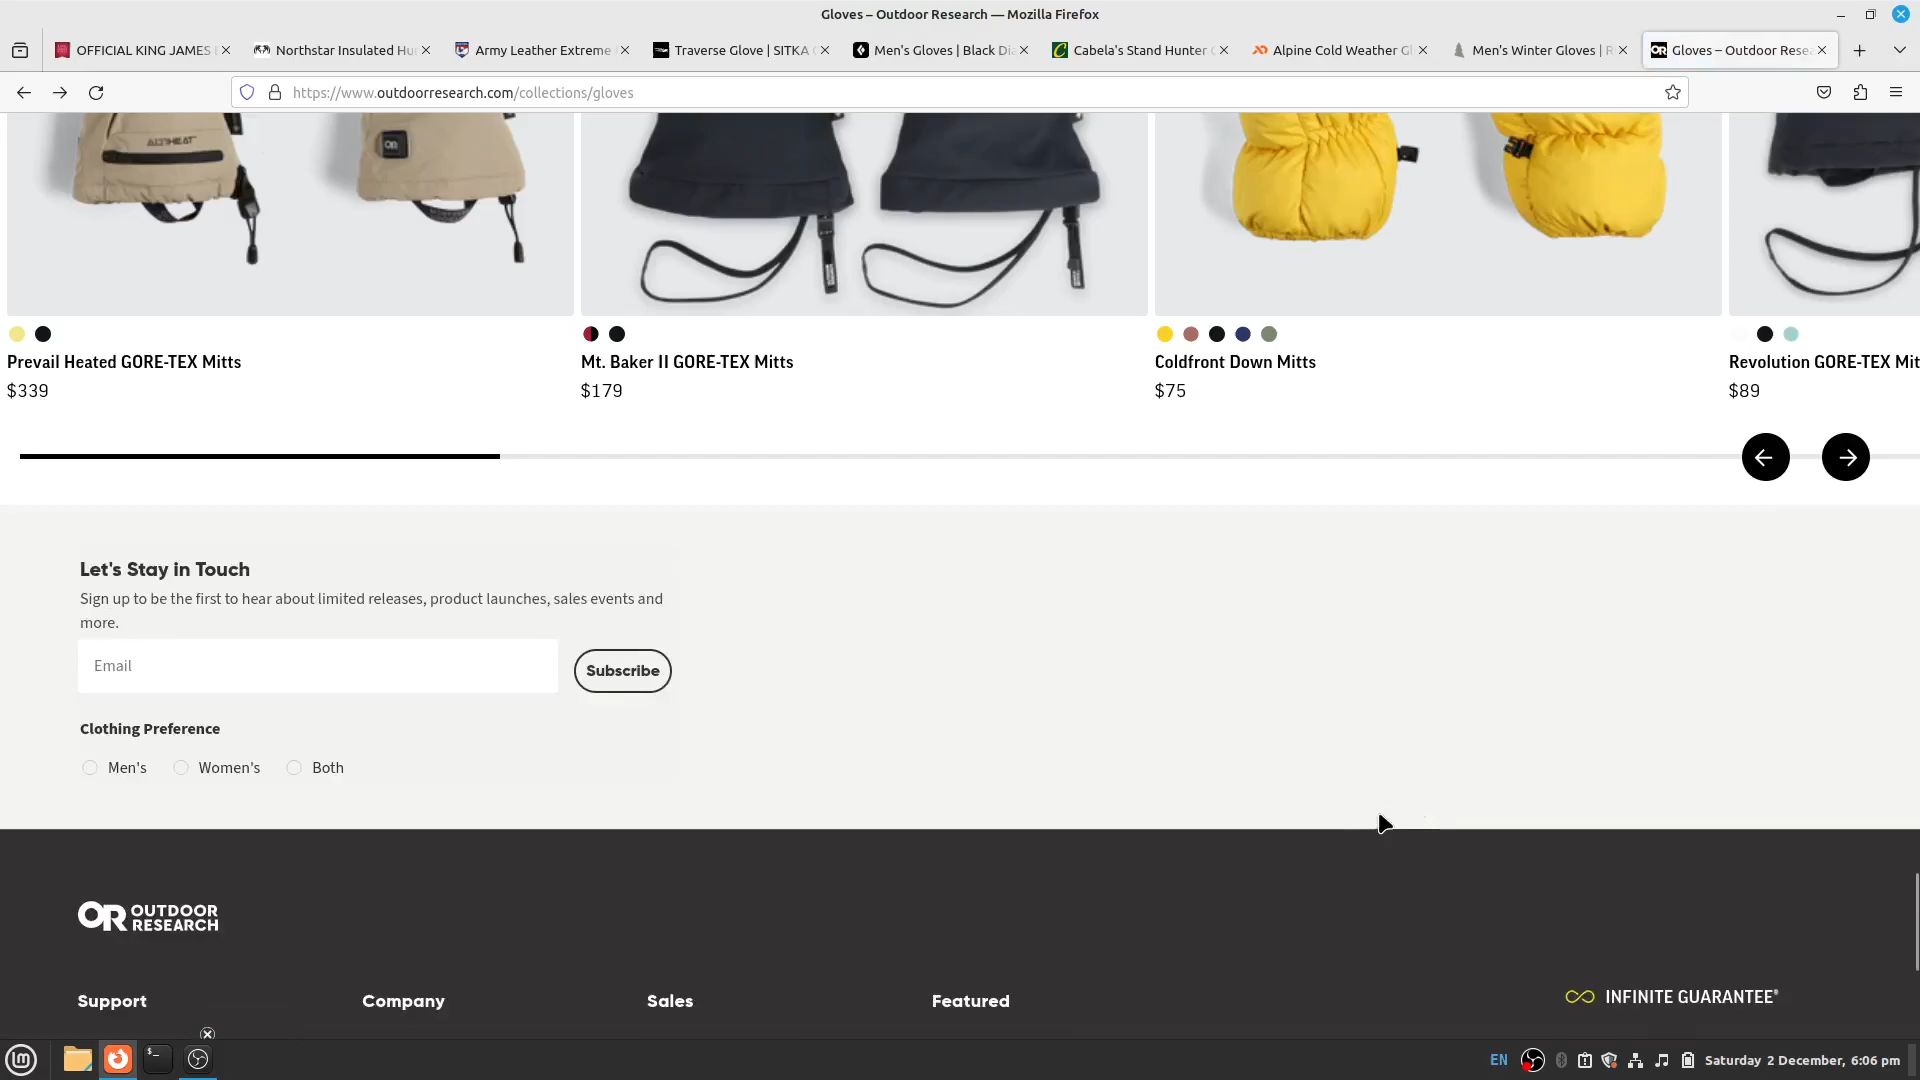 Gloves – Outdoor Research — Mozilla Firefox
OFFICIAL KING JAMES
Northstar Insulated Hu
Army Leather Extreme
Traverse Glove | SITKA
Men's Gloves | Black Di
Cabela's Stand Hunter
Alpine Cold Weather Gl
Men's Winter Gloves | R
OR
Gloves – Outdoor Resea
https://www.outdoorresearch.com/collections/gloves
ALTIHEAT
OR
Prevail Heated GORE-TEX Mitts
$339
Mt. Baker II GORE-TEX Mitts
$179
Coldfront Down Mitts
$75
Revolution GORE-TEX Mit
$89
Let's Stay in Touch
Sign up to be the first to hear about limited releases, product launches, sales events and
more.
Email
Subscribe
Clothing Preference
Men's
Women's
Both
OR OUTDOOR
RESEARCH
INFINITE GUARANTEE®
Support
Company
Sales
Featured
EN
Saturday 2 December, 6:06 pm